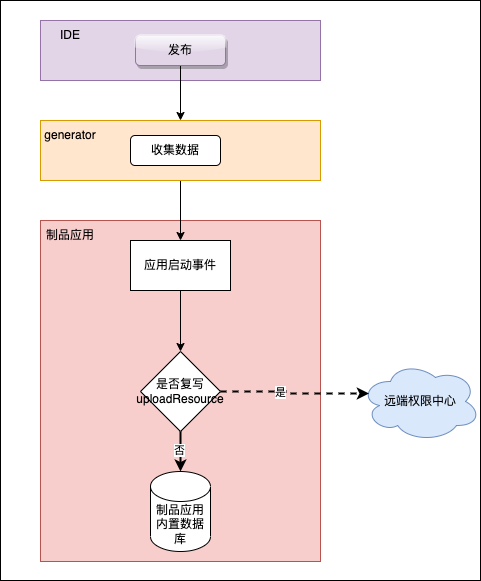 IDE
发布
generator
收集数据
制品应用
应用启动事件
是否复写
uploadResource
是
远端权限中心
否
制品应用
内置数据
库